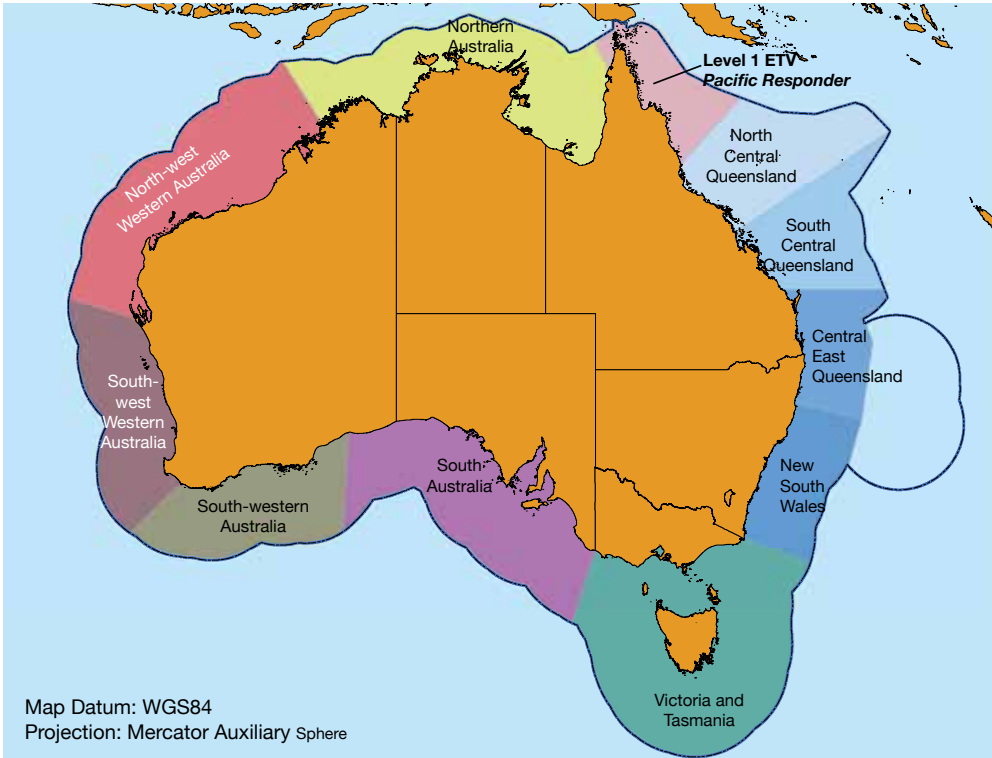 Northern
Australia
Level 1 ETV
Pacific Responder
North
Central
Queensland
North-west
Western Australia
South
Central
Queensland
Central
East
Queensland
South-
west
Western
Australia
South
Australia
New
South
Wales
South-western
Australia
Victoria and
Tasmania
Map Datum: WGS84
Projection: Mercator Auxiliary Sphere